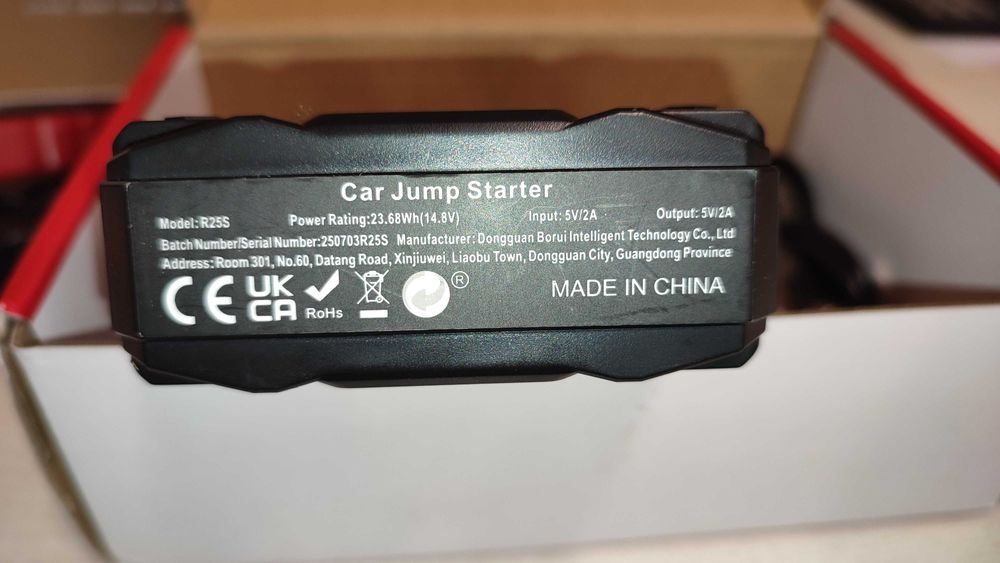 Car Jump Starter
Model: R25S Power Rating:23.68Wh(14.8V) Input: 5V/2A Output: 5V/2A
Batch Number/Serial Number:250703R25S Manufacturer: Dongguan Borui Intelligent Technology Co., Ltd
Address: Room 301, No.60, Datang Road, Xinjiuwei, Liaobu Town, Dongguan City, Guangdong Province
CE UK CA RoHs ® MADE IN CHINA